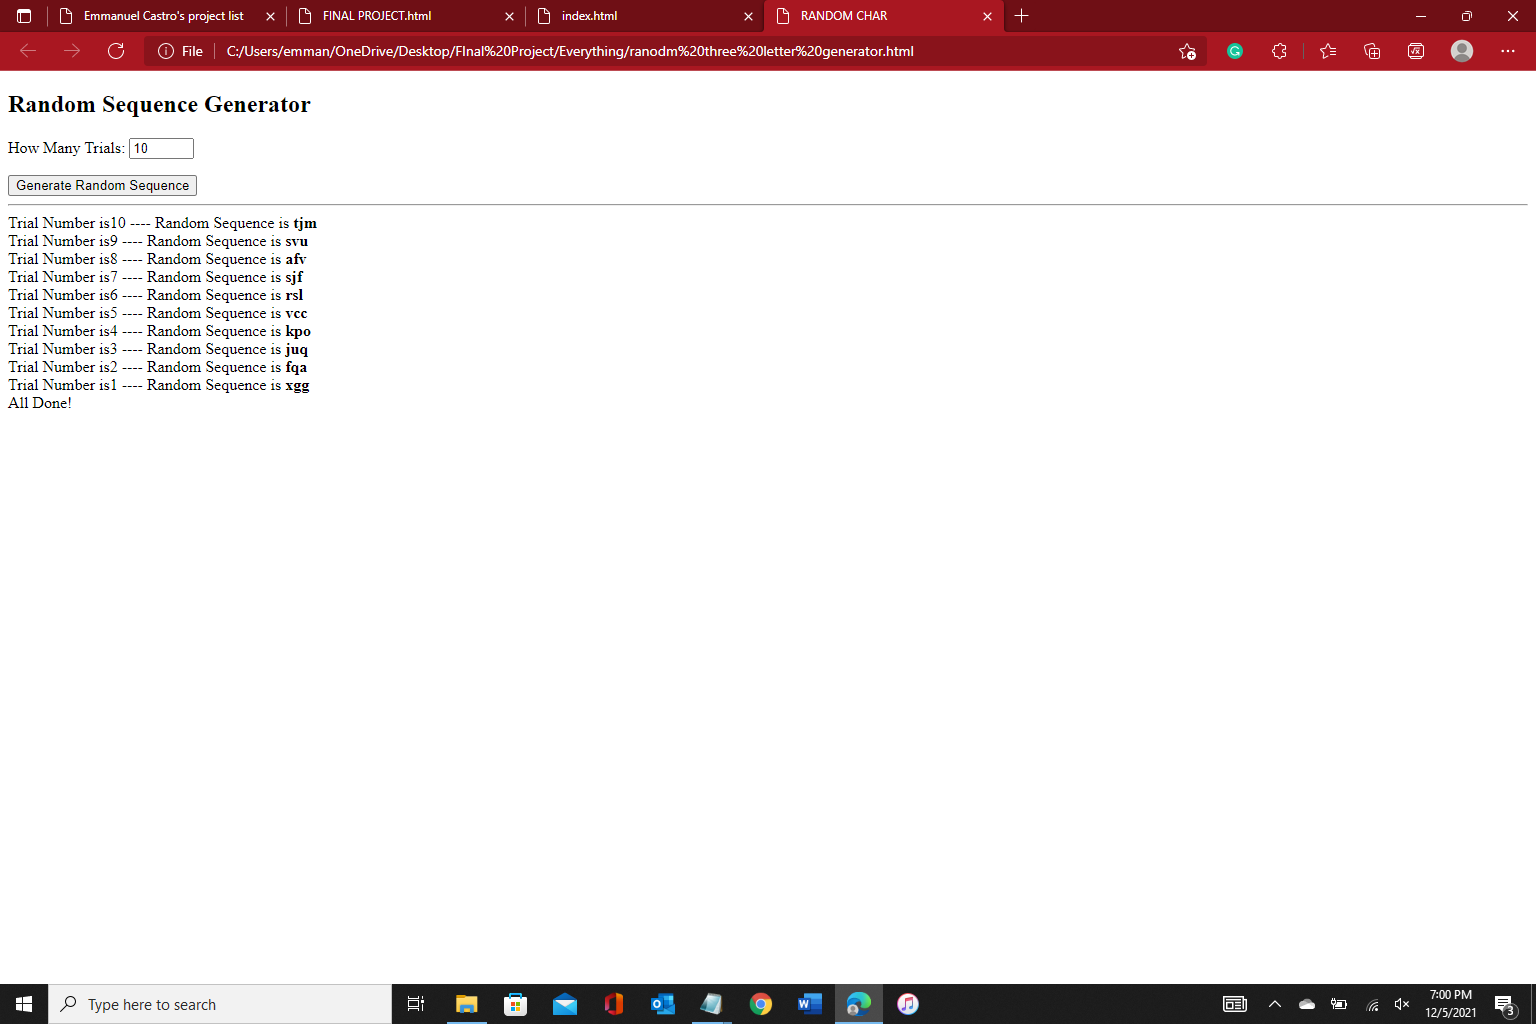 Emmanuel Castro's project list
FINAL PROJECT.html
index.html
RANDOM CHAR
File
C:/Users/emman/OneDrive/Desktop/FInal%20Project/Everything/ranodm%20three%20letter%20generator.html
Random Sequence Generator
How Many Trials: 10
Generate Random Sequence
Trial Number is10 ---- Random Sequence is tjm
Trial Number is9 ---- Random Sequence is svu
Trial Number is8 ---- Random Sequence is afv
Trial Number is7 ---- Random Sequence is sjf
Trial Number is6 ---- Random Sequence is rsl
Trial Number is5 ---- Random Sequence is vcc
Trial Number is4 ---- Random Sequence is kpo
Trial Number is3 ---- Random Sequence is juq
Trial Number is2 ---- Random Sequence is fqa
Trial Number is1 ---- Random Sequence is xgg
All Done!
Type here to search
7:00 PM
12/5/2021
3